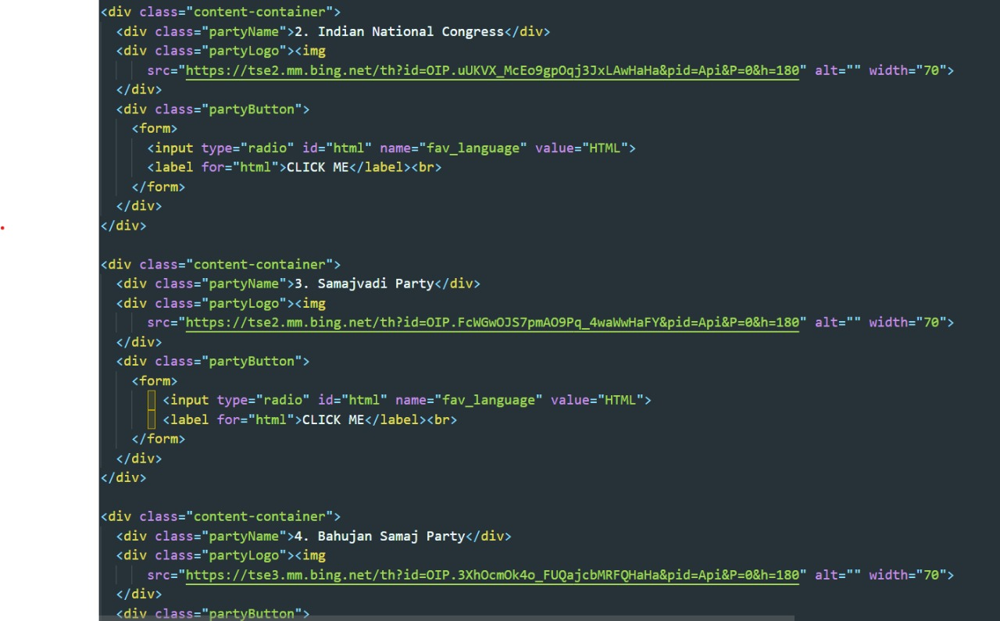 <div class="content-container">
<div class="partyName">2. Indian National Congress</div>
<div class="partyLogo"><img
src="https://tse2.mm.bing.net/th?id=OIP.uUKVX_McEo9gpOqj3JxLAwHaHa&pid=Api&P=0&h=180" alt="" width="70">
</div>
<div class="partyButton">
<form>
<input type="radio" id="html" name="fav_language" value="HTML">
<label for="html">CLICK ME</label><br>
</form>
</div>
</div>
<div class="content-container">
<div class="partyName">3. Samajvadi Party</div>
<div class="partyLogo"><img
src="https://tse2.mm.bing.net/th?id=OIP.FcWGwOJS7pmAO9Pq_4waWwHaFY&pid=Api&P=0&h=180" alt="" width="70">
</div>
<div class="partyButton">
<form>
<input type="radio" id="html" name="fav_language" value="HTML">
<label for="html">CLICK ME</label><br>
</form>
</div>
</div>
<div class="content-container">
<div class="partyName">4. Bahujan Samaj Party</div>
<div class="partyLogo"><img
src="https://tse3.mm.bing.net/th?id=OIP.3XhOcmOk4o_FUQajcbMRFQHaHa&pid=Api&P=0&h=180" alt="" width="70">
</div>
<div class="partyButton">